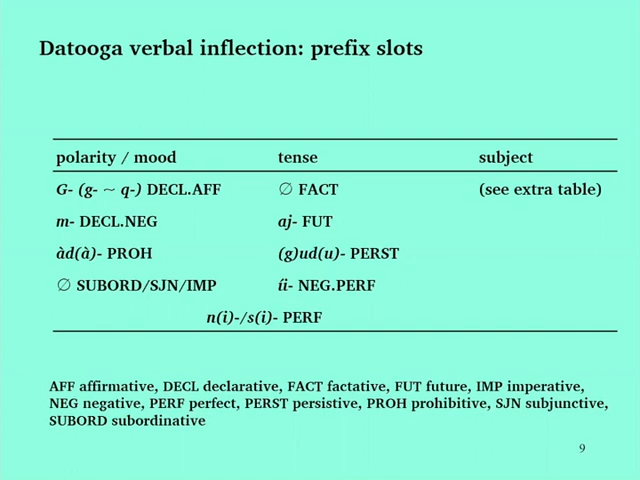 Datooga verbal inflection: prefix slots
polarity / mood tense subject
G- (g- ~ q-) DECL.AFF ∅ FACT (see extra table)
m- DECL.NEG aj- FUT
àd(à)- PROH (g)ud(u)- PERST
∅ SUBORD/SJN/IMP íi- NEG.PERF
n(i)-/s(i)- PERF
AFF affirmative, DECL declarative, FACT factative, FUT future, IMP imperative,
NEG negative, PERF perfect, PERST persistive, PROH prohibitive, SJN subjunctive,
SUBORD subordinative
9